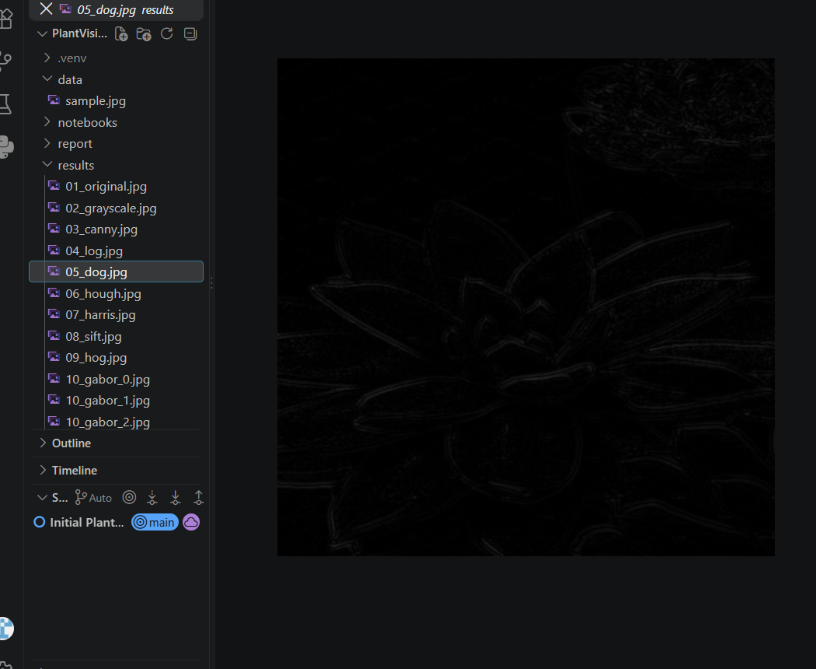 05_dog.jpg results
PlantVisi...
.venv
data
sample.jpg
notebooks
report
results
01_original.jpg
02_grayscale.jpg
03_canny.jpg
04_log.jpg
05_dog.jpg
06_hough.jpg
07_harris.jpg
08_sift.jpg
09_hog.jpg
10_gabor_0.jpg
10_gabor_1.jpg
10_gabor_2.jpg
Outline
Timeline
S... Auto
Initial Plant... main